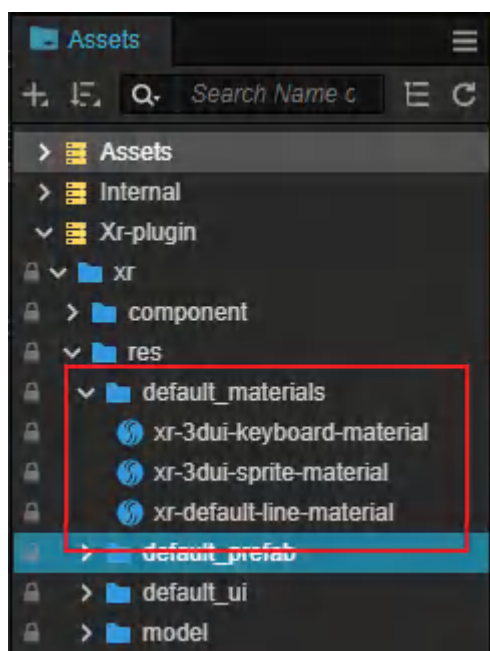 Assets
Search Name c
Assets
Internal
Xr-plugin
xr
component
res
default_materials
xr-3dui-keyboard-material
xr-3dui-sprite-material
xr-default-line-material
default_prefab
default_ui
model